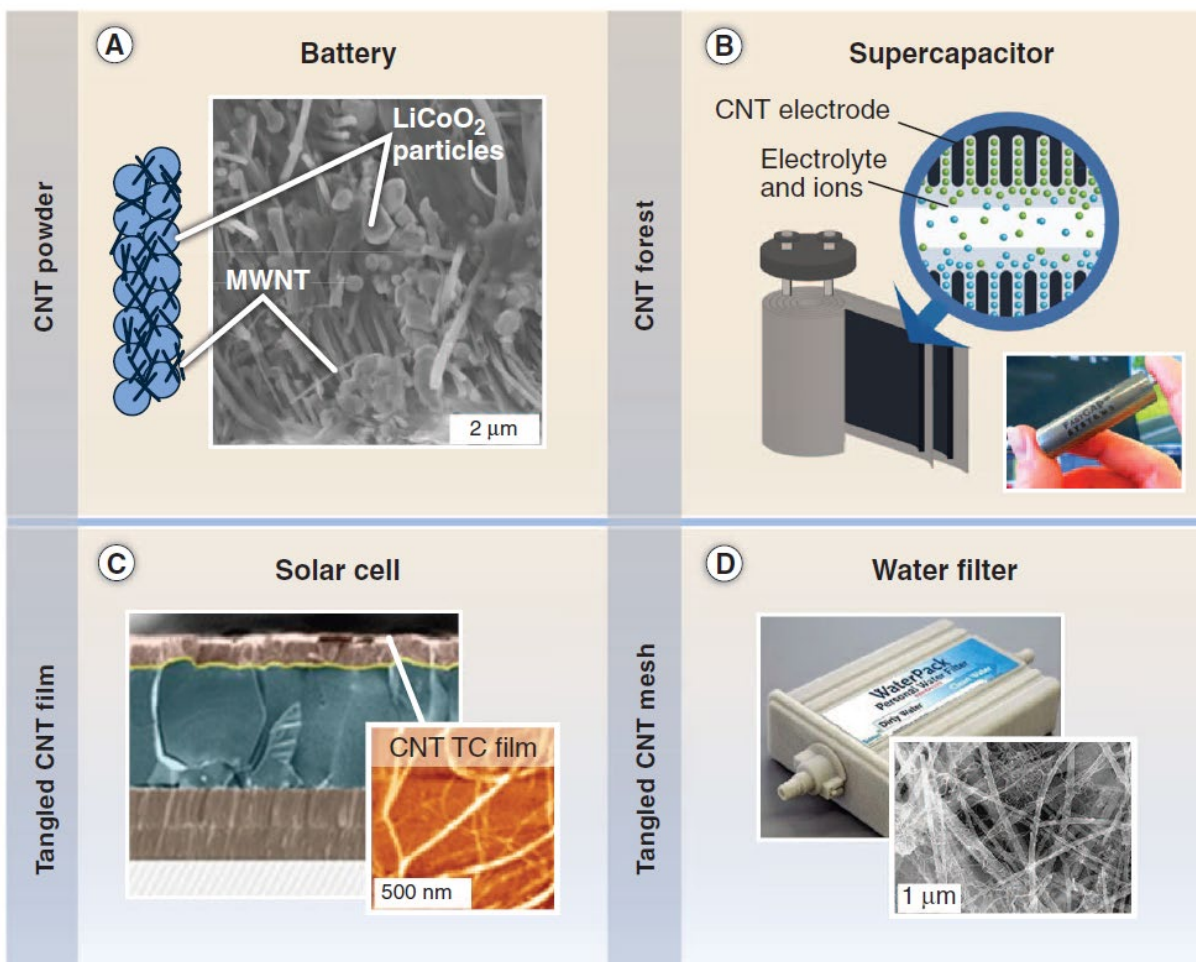 A
Battery
CNT powder
LiCoO₂
particles
MWNT
2 μm
B
Supercapacitor
CNT forest
CNT electrode
Electrolyte
and ions
C
Solar cell
Tangled CNT film
CNT TC film
500 nm
D
Water filter
Tangled CNT mesh
WaterPack
Personal Water Filter
Clean Water
Dirty Water
1 μm